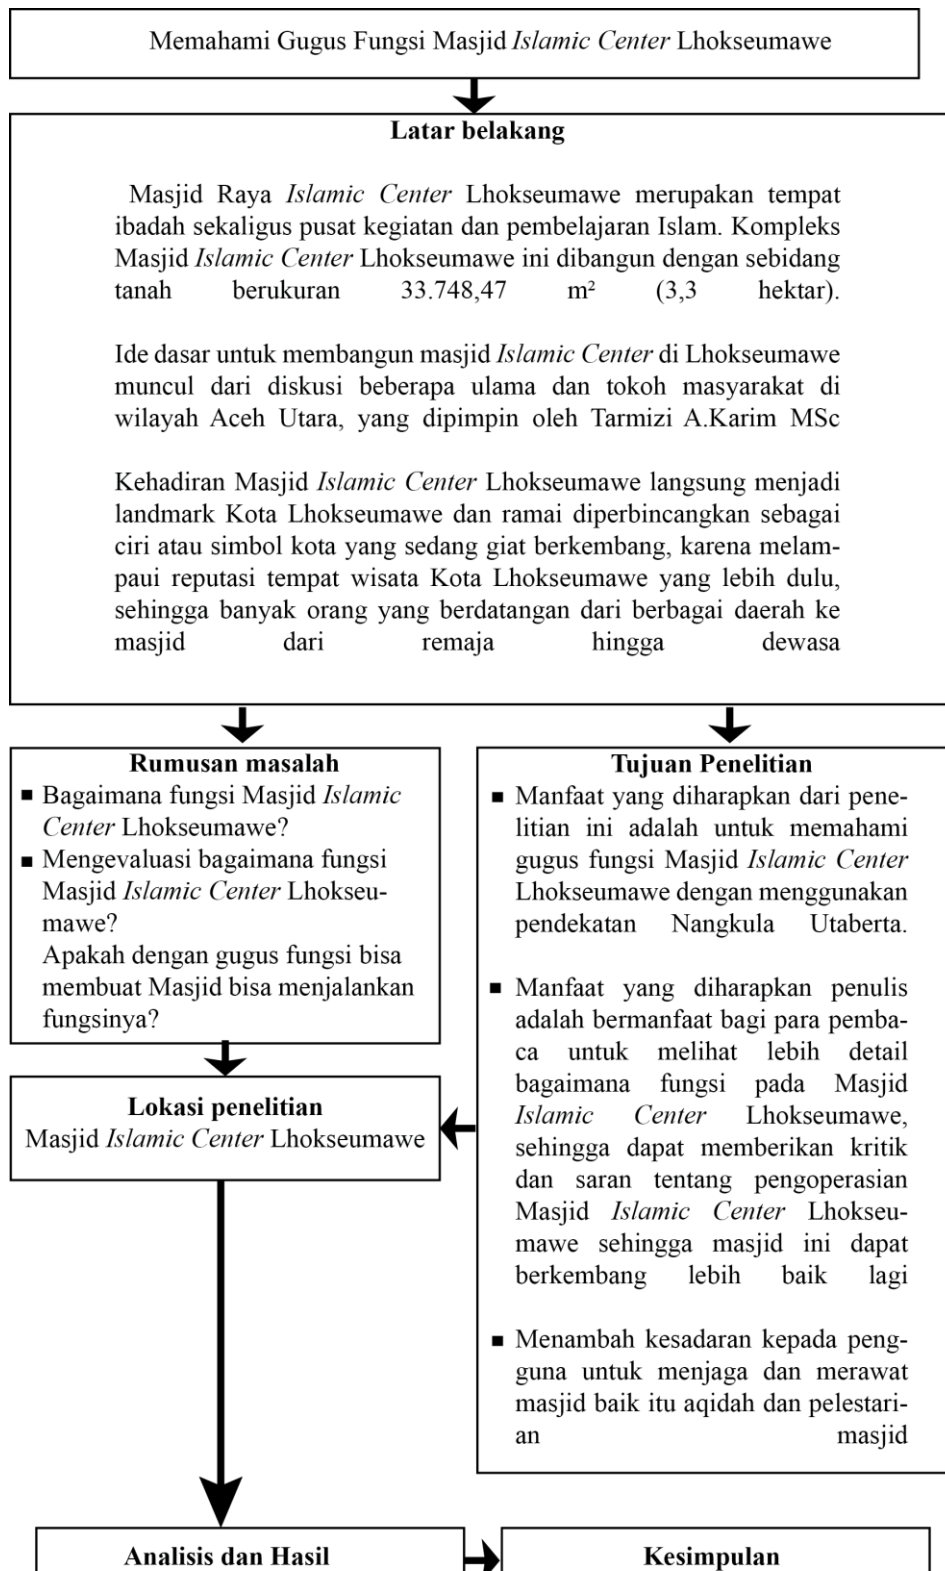 Memahami Gugus Fungsi Masjid Islamic Center Lhokseumawe
Latar belakang
Masjid Raya Islamic Center Lhokseumawe merupakan tempat
ibadah sekaligus pusat kegiatan dan pembelajaran Islam. Kompleks
Masjid Islamic Center Lhokseumawe ini dibangun dengan sebidang
tanah berukuran 33.748,47 m² (3,3 hektar).
Ide dasar untuk membangun masjid Islamic Center di Lhokseumawe
muncul dari diskusi beberapa ulama dan tokoh masyarakat di
wilayah Aceh Utara, yang dipimpin oleh Tarmizi A.Karim MSc
Kehadiran Masjid Islamic Center Lhokseumawe langsung menjadi
landmark Kota Lhokseumawe dan ramai diperbincangkan sebagai
ciri atau simbol kota yang sedang giat berkembang, karena melam-
paui reputasi tempat wisata Kota Lhokseumawe yang lebih dulu,
sehingga banyak orang yang berdatangan dari berbagai daerah ke
masjid dari remaja hingga dewasa
Rumusan masalah
▪ Bagaimana fungsi Masjid Islamic
Center Lhokseumawe?
▪ Mengevaluasi bagaimana fungsi
Masjid Islamic Center Lhokseu-
mawe?
Apakah dengan gugus fungsi bisa
membuat Masjid bisa menjalankan
fungsinya?
Tujuan Penelitian
▪ Manfaat yang diharapkan dari pene-
litian ini adalah untuk memahami
gugus fungsi Masjid Islamic Center
Lhokseumawe dengan menggunakan
pendekatan Nangkula Utaberta.
▪ Manfaat yang diharapkan penulis
adalah bermanfaat bagi para pemba-
ca untuk melihat lebih detail
bagaimana fungsi pada Masjid
Islamic Center Lhokseumawe,
sehingga dapat memberikan kritik
dan saran tentang pengoperasian
Masjid Islamic Center Lhokseu-
mawe sehingga masjid ini dapat
berkembang lebih baik lagi
▪ Menambah kesadaran kepada peng-
guna untuk menjaga dan merawat
masjid baik itu aqidah dan pelestari-
an masjid
Lokasi penelitian
Masjid Islamic Center Lhokseumawe
Analisis dan Hasil
Kesimpulan